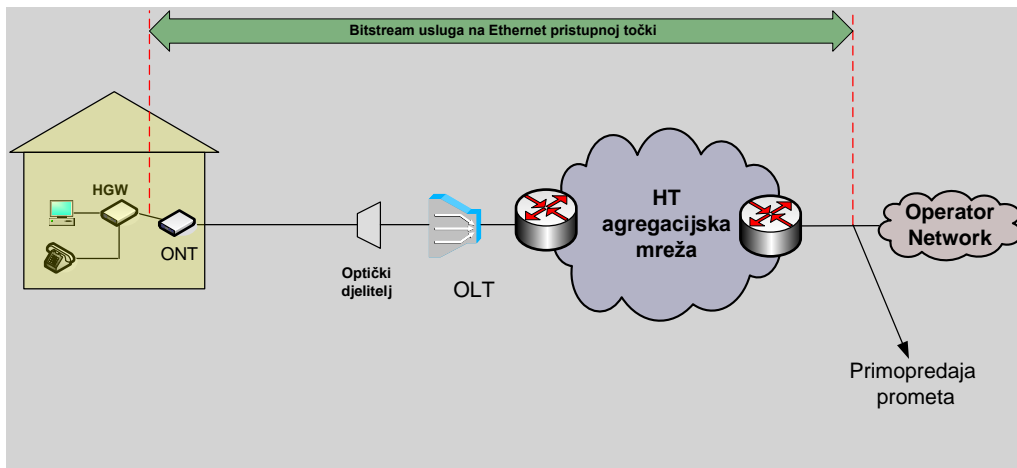 Bitstream usluga na Ethernet pristupnoj točki
HGW
ONT
Optički
djelitelj
OLT
HT
agregacijska
mreža
Operator
Network
Primopredaja
prometa